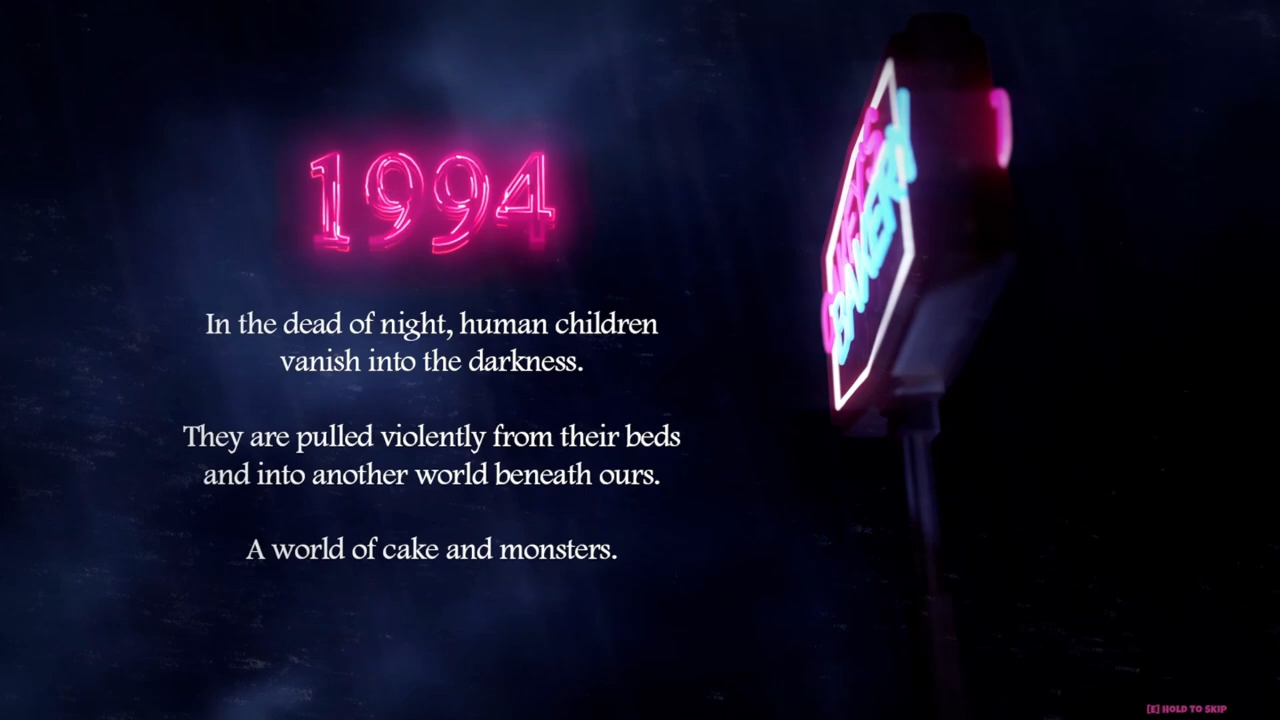 1994
In the dead of night, human children
vanish into the darkness.
They are pulled violently from their beds
and into another world beneath ours.
A world of cake and monsters.
BAKERY
[E] HOLD TO SKIP